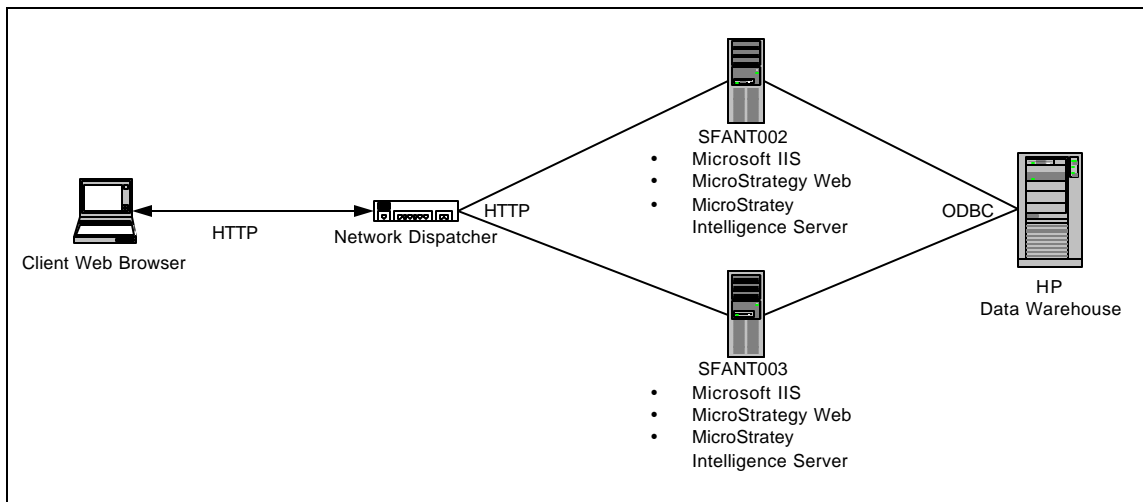 SFANT002
• Microsoft IIS
• MicroStrategy Web
• MicroStratey
Intelligence Server
HTTP
HTTP
ODBC
Client Web Browser
Network Dispatcher
HP
Data Warehouse
SFANT003
• Microsoft IIS
• MicroStrategy Web
• MicroStratey
Intelligence Server